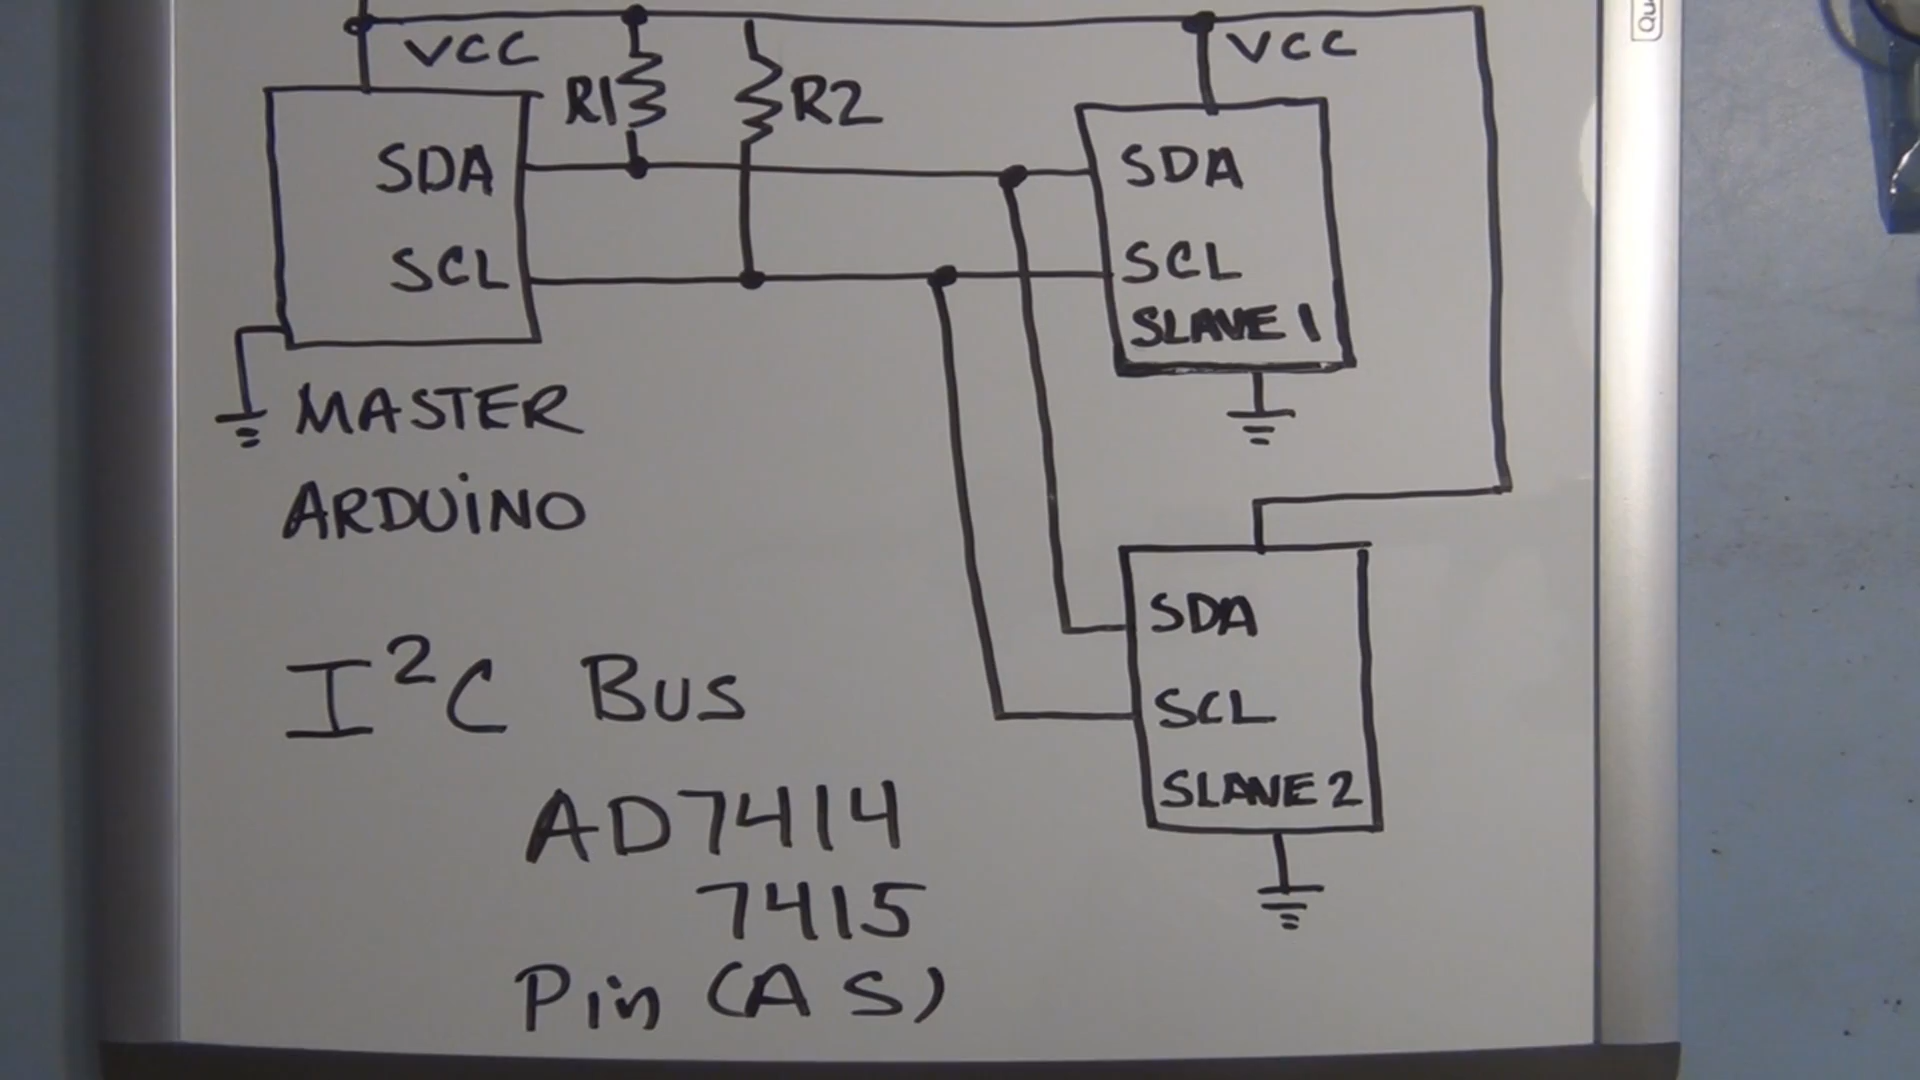 VCC
VCC
R1
R2
SDA
SCL
SDA
SCL
SLAVE 1
MASTER
ARDUiNO
SDA
SCL
SLAVE 2
I²C Bus
AD7414
7415
Pin (A S)
Qu